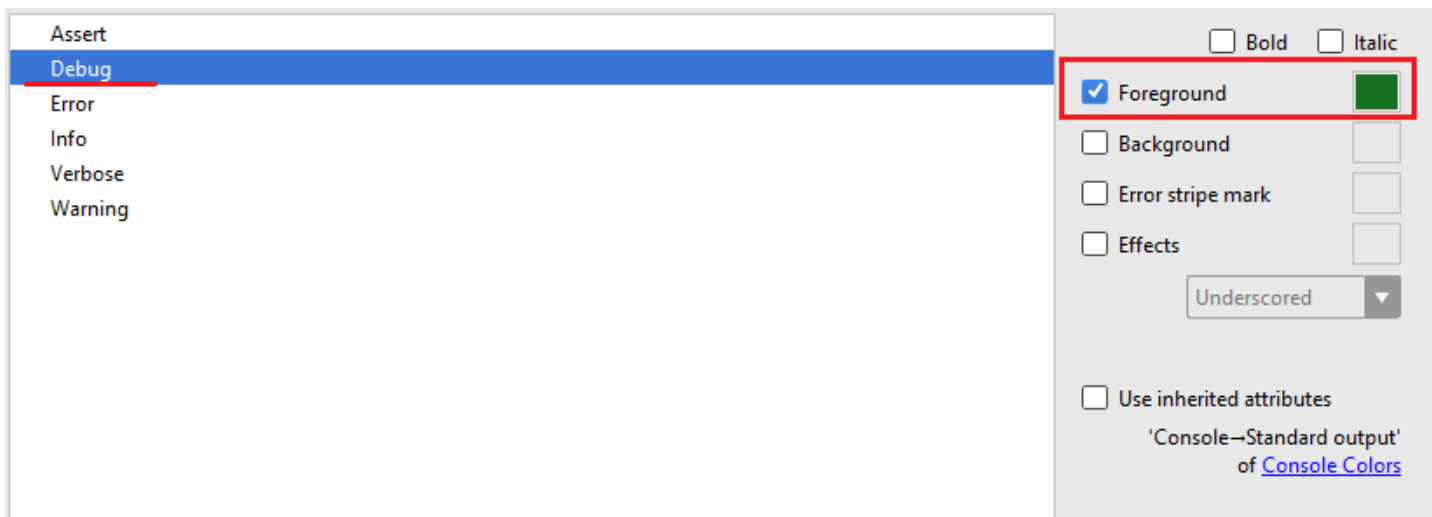 Assert
Debug
Error
Info
Verbose
Warning
Bold Italic
Foreground
Background
Error stripe mark
Effects
Underscored
Use inherited attributes
'Console→Standard output'
of Console Colors